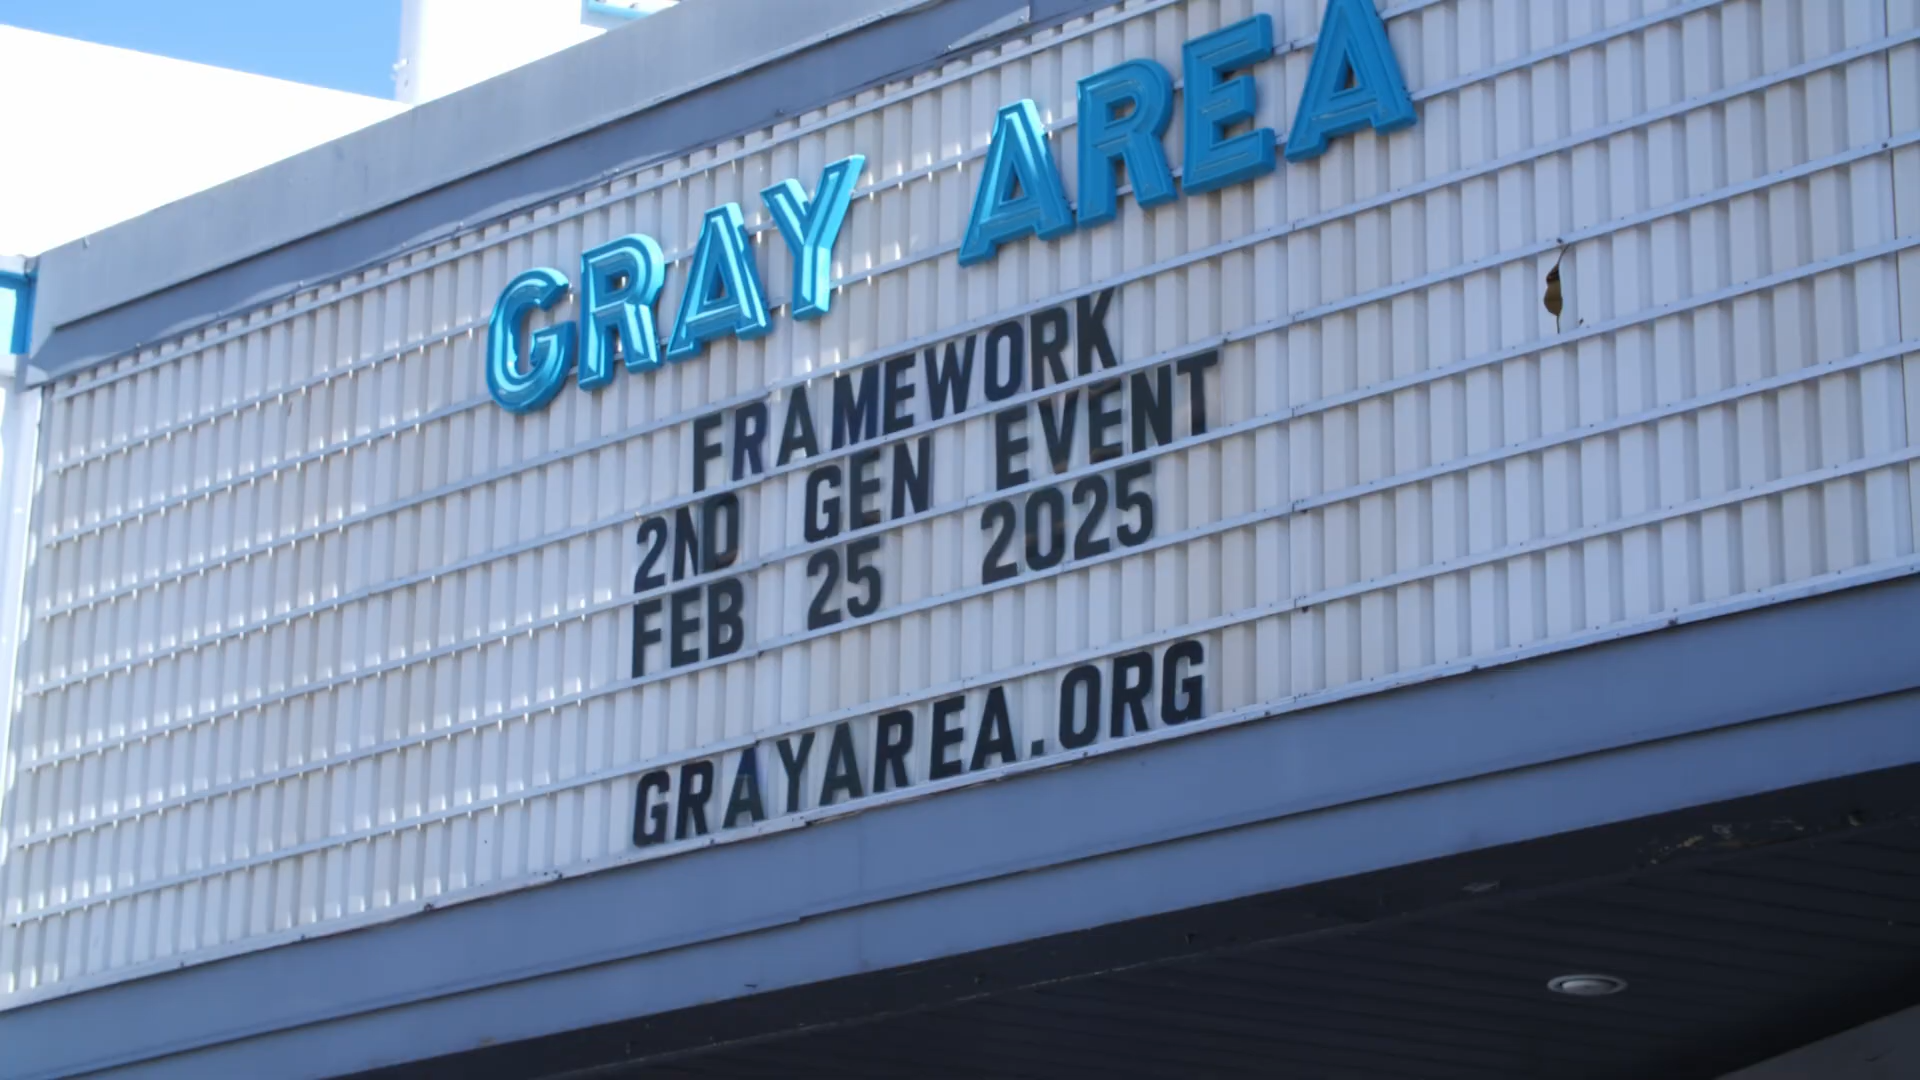 GRAY AREA
FRAMEWORK
2ND GEN EVENT
FEB 25 2025
GRAYAREA.ORG